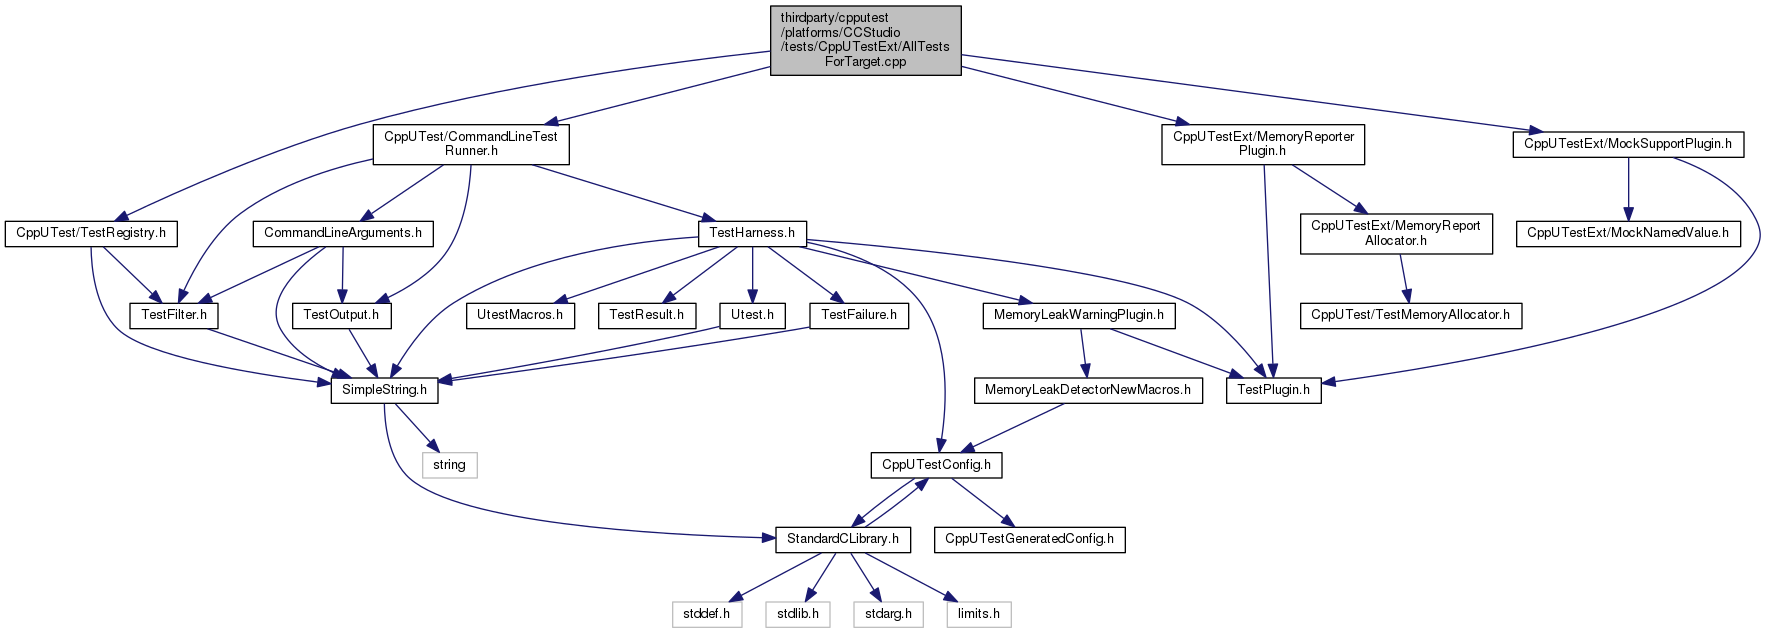 thirdparty/cpputest
/platforms/CCStudio
/tests/CppUTestExt/AllTests
ForTarget.cpp
CppUTest/CommandLineTest
Runner.h
CppUTestExt/MemoryReporter
Plugin.h
CppUTestExt/MockSupportPlugin.h
CppUTest/TestRegistry.h
CommandLineArguments.h
TestHarness.h
CppUTestExt/MemoryReport
Allocator.h
CppUTestExt/MockNamedValue.h
TestFilter.h
TestOutput.h
UtestMacros.h
TestResult.h
Utest.h
TestFailure.h
MemoryLeakWarningPlugin.h
CppUTest/TestMemoryAllocator.h
SimpleString.h
MemoryLeakDetectorNewMacros.h
TestPlugin.h
string
CppUTestConfig.h
StandardCLibrary.h
CppUTestGeneratedConfig.h
stddef.h
stdlib.h
stdarg.h
limits.h